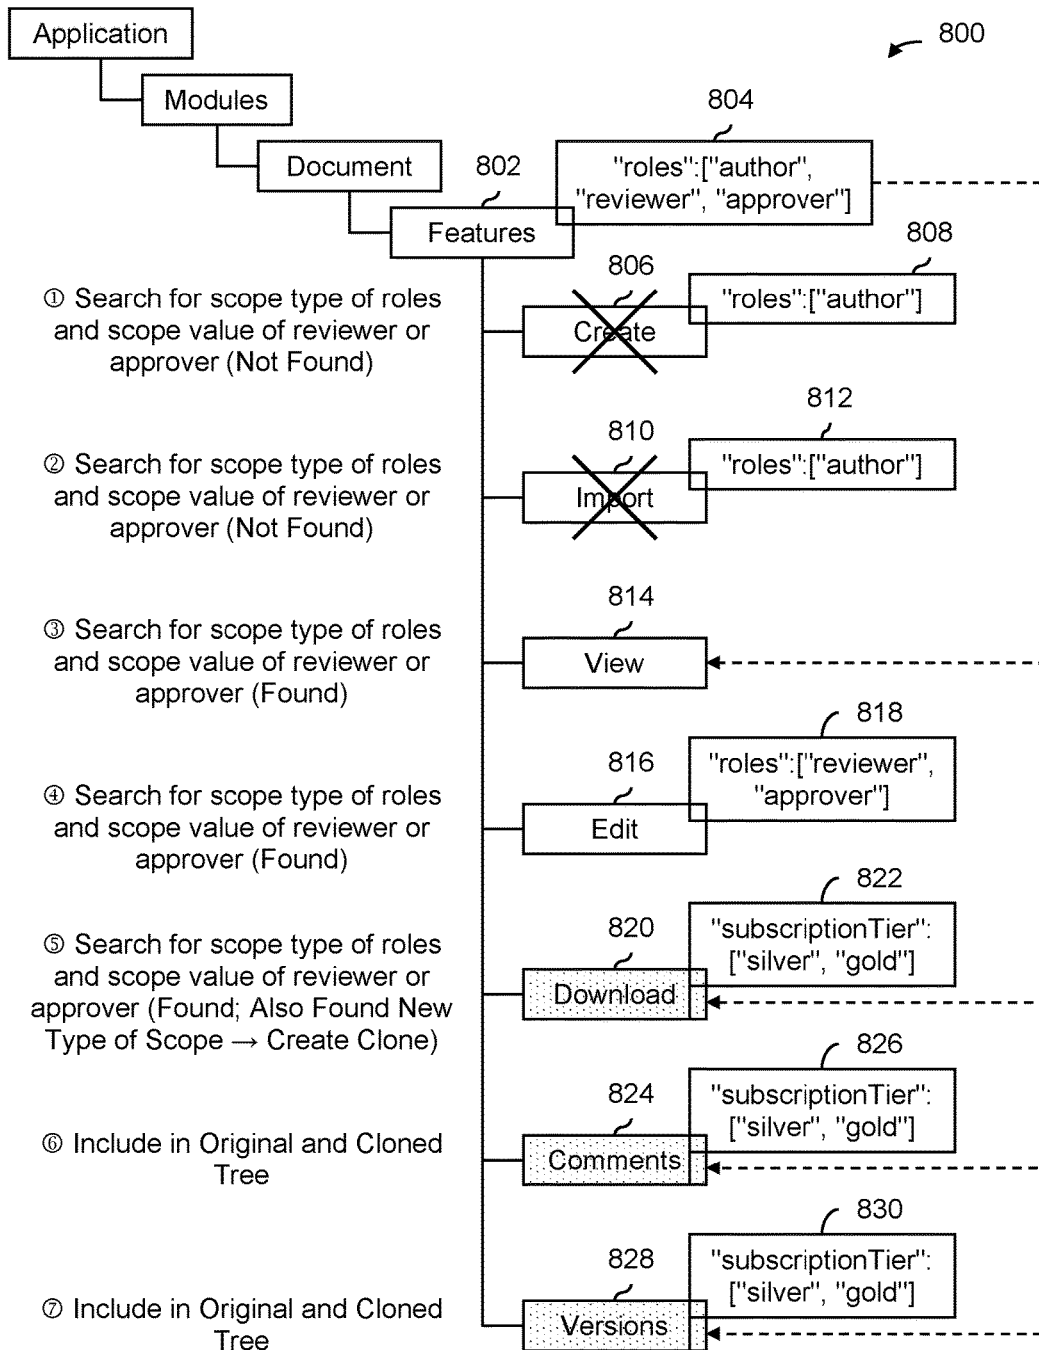 Application
800
Modules
804
Document
802
"roles":["author",
"reviewer", "approver"]
Features
808
① Search for scope type of roles
and scope value of reviewer or
approver (Not Found)
806
"roles":["author"]
Create
812
② Search for scope type of roles
and scope value of reviewer or
approver (Not Found)
810
"roles":["author"]
Import
③ Search for scope type of roles
and scope value of reviewer or
approver (Found)
814
View
818
④ Search for scope type of roles
and scope value of reviewer or
approver (Found)
816
"roles":["reviewer",
"approver"]
Edit
822
⑤ Search for scope type of roles
and scope value of reviewer or
approver (Found; Also Found New
Type of Scope → Create Clone)
820
"subscriptionTier":
["silver", "gold"]
Download
826
824
"subscriptionTier":
["silver", "gold"]
⑥ Include in Original and Cloned
Tree
Comments
830
828
"subscriptionTier":
["silver", "gold"]
⑦ Include in Original and Cloned
Tree
Versions